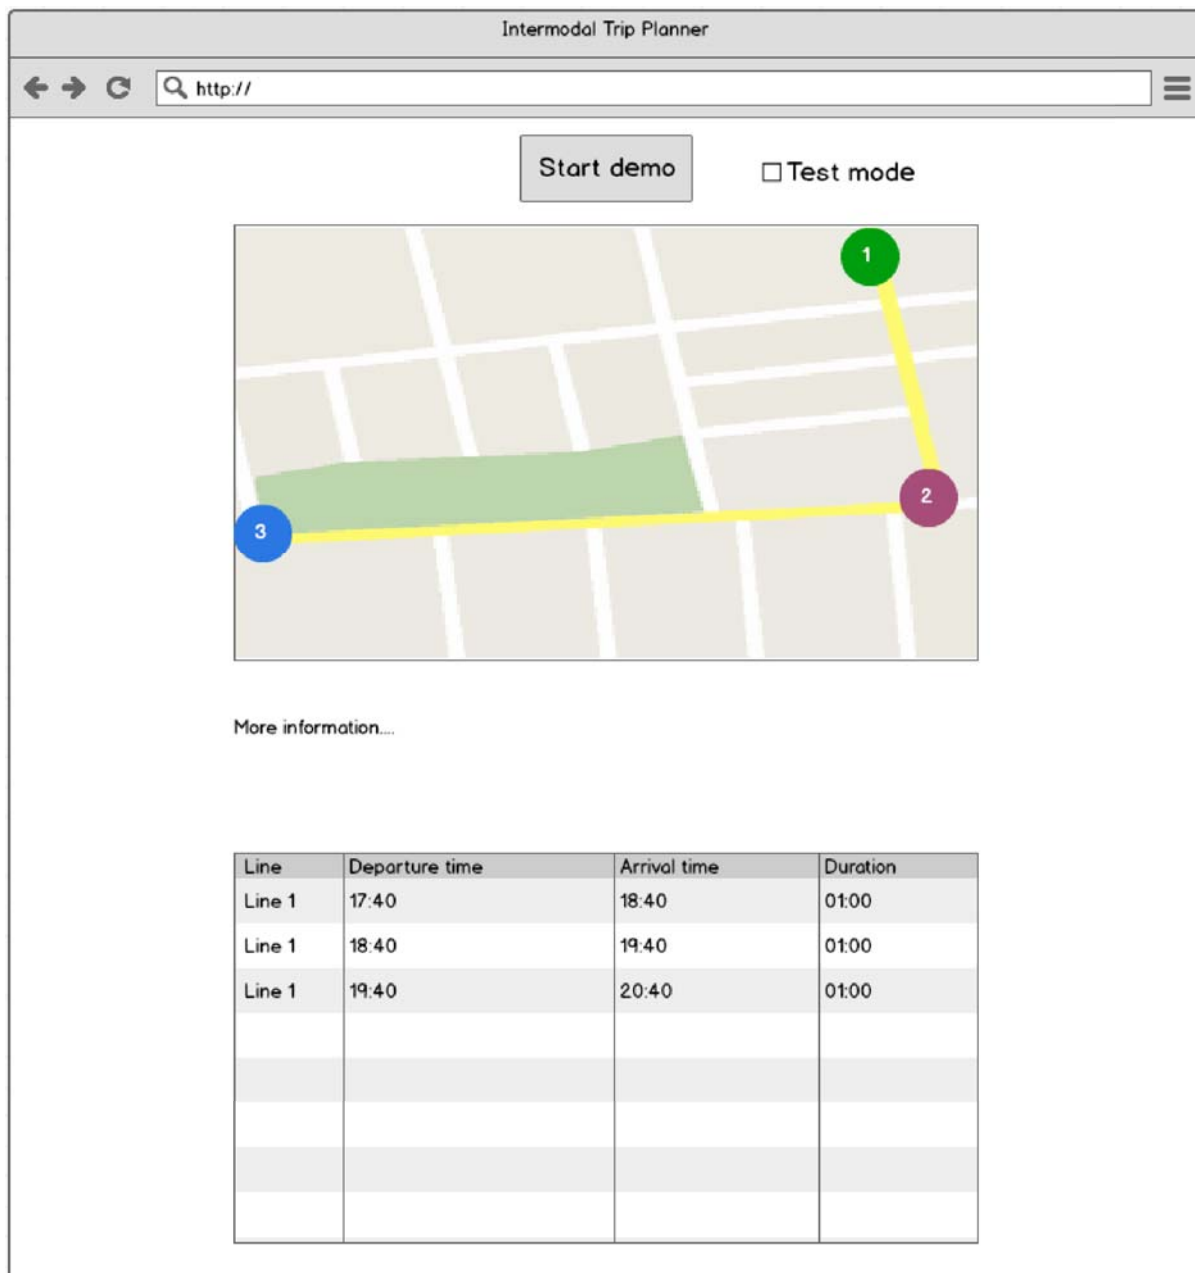 Intermodal Trip Planner
http://
Start demo
Test mode
1
2
3
More information....
Line Departure time Arrival time Duration
Line 1 17:40 18:40 01:00
Line 1 18:40 19:40 01:00
Line 1 19:40 20:40 01:00